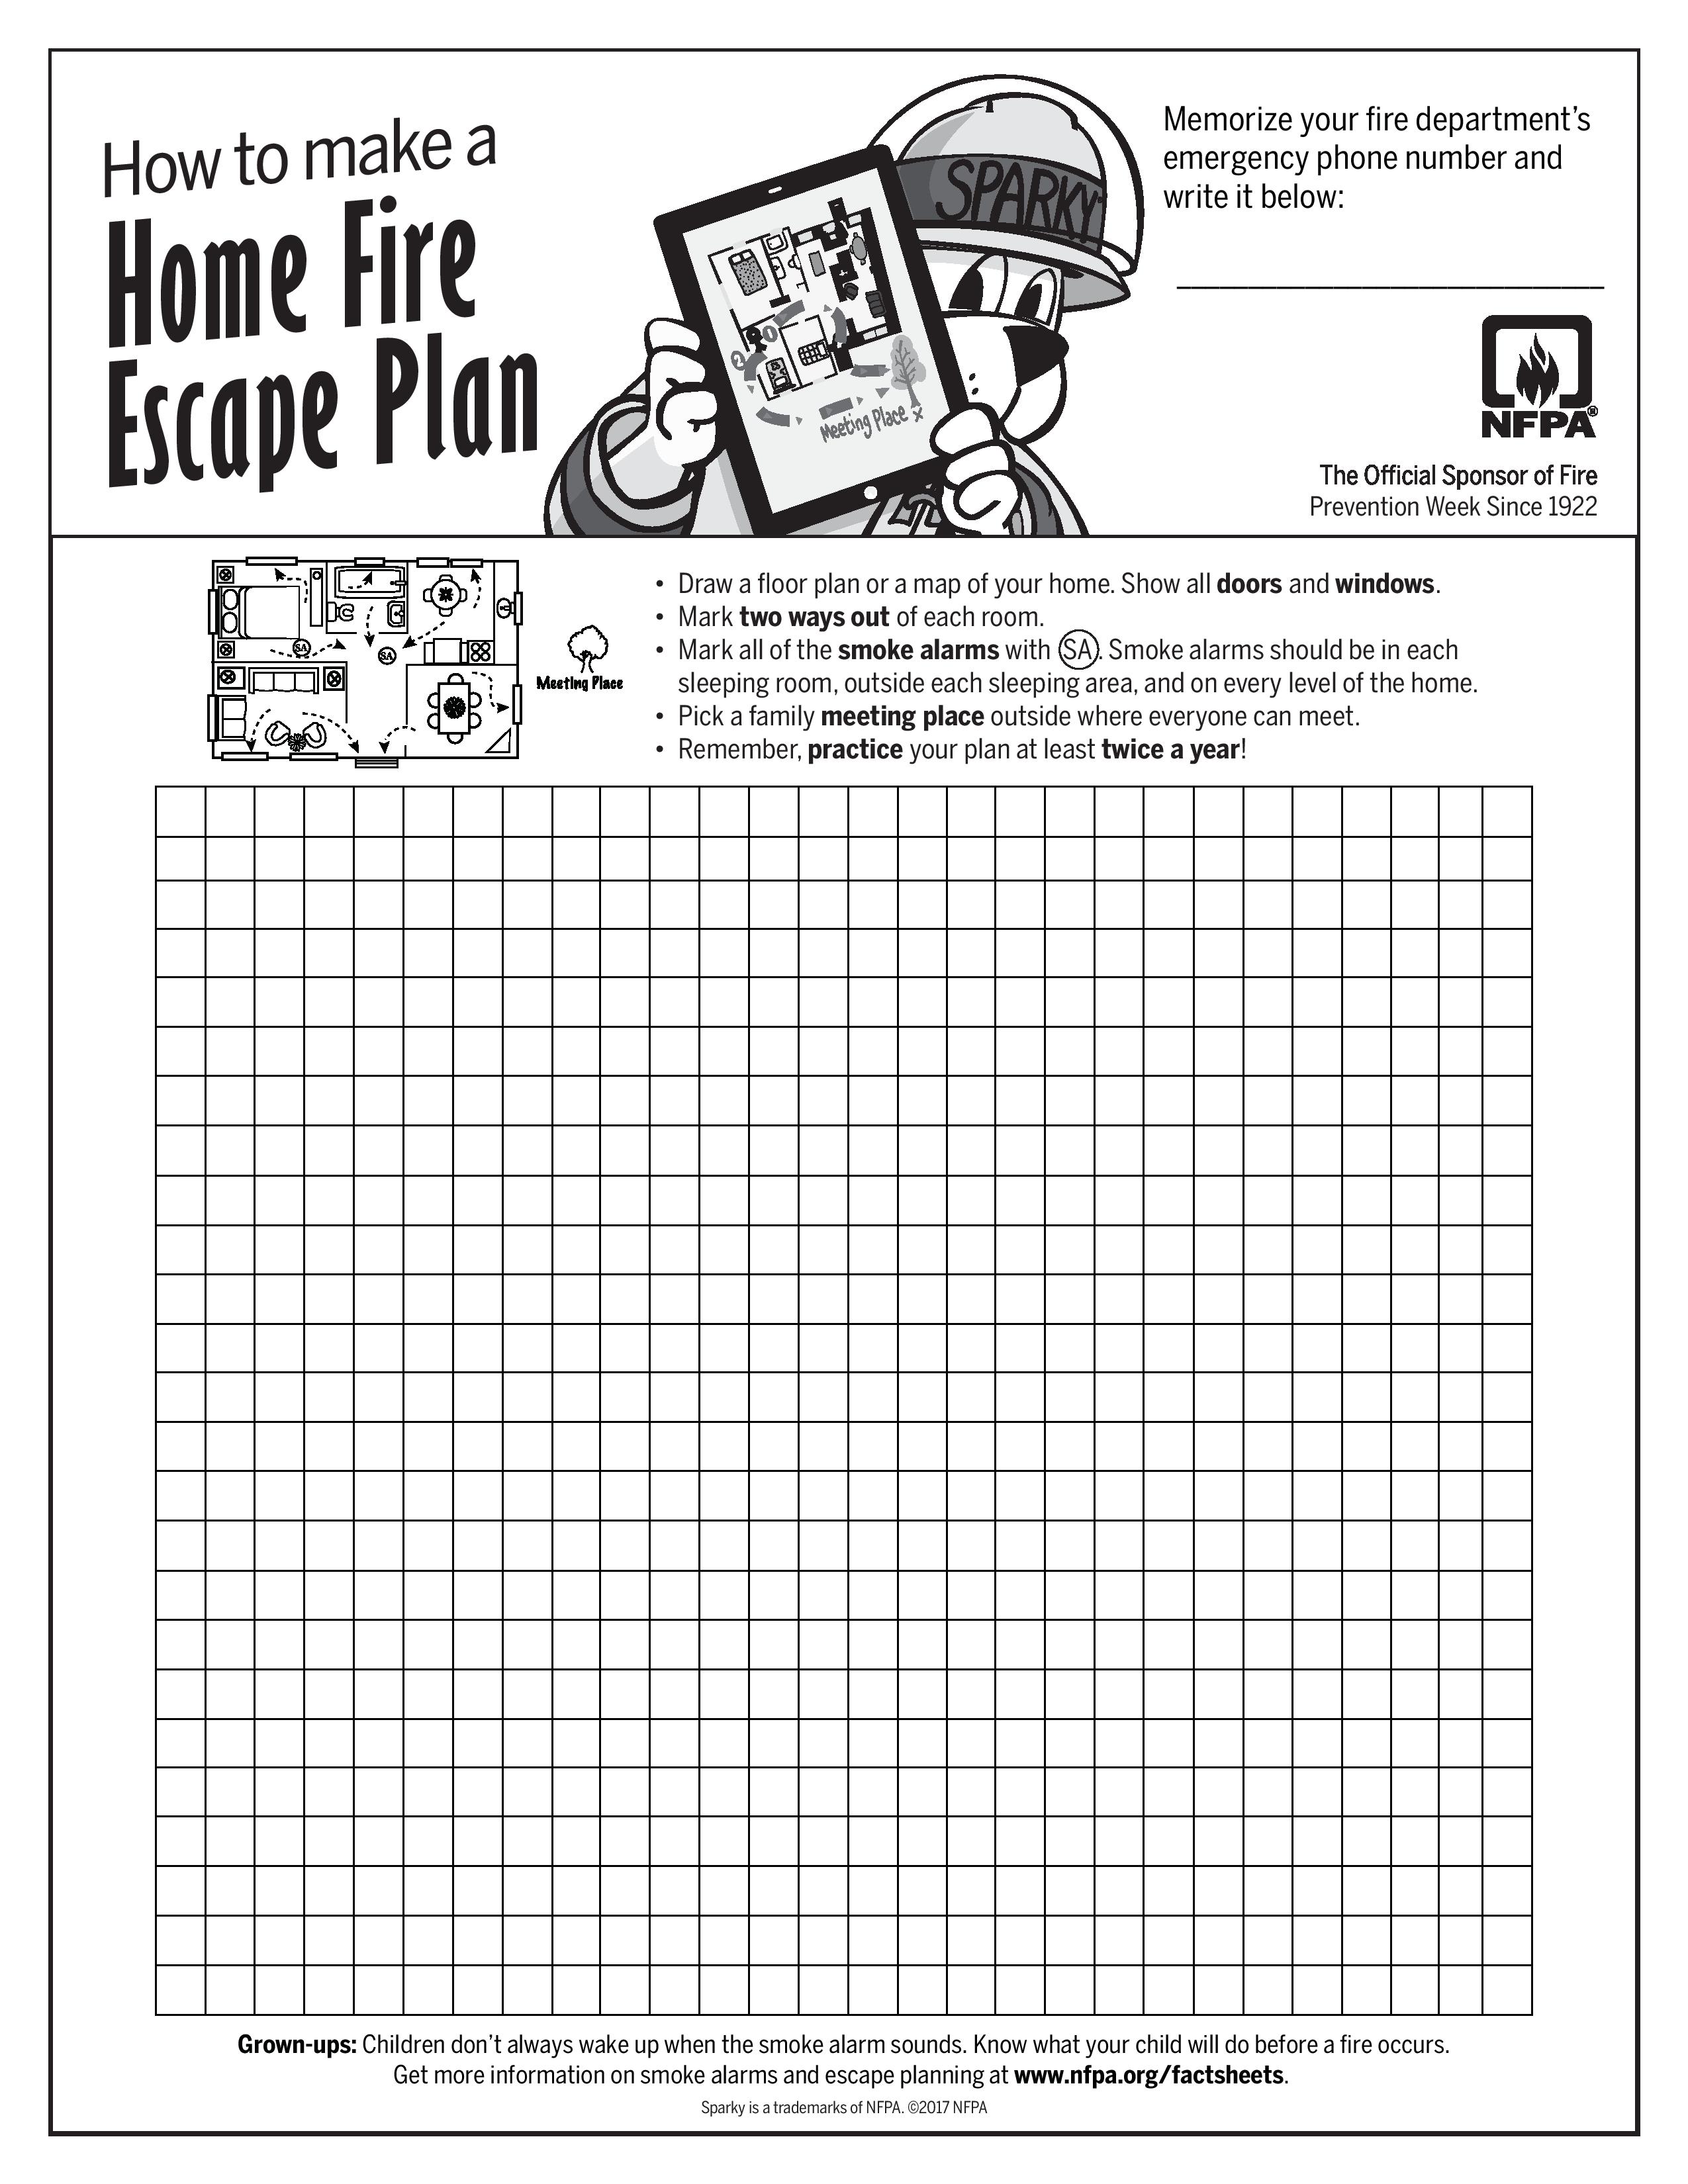 How to make a
Home Fire
Escape Plan
SPARKY
Meeting Place
Memorize your fire department's
emergency phone number and
write it below:
NFPA®
The Official Sponsor of Fire
Prevention Week Since 1922
SA
SA
Meeting Place
• Draw a floor plan or a map of your home. Show all doors and windows.
• Mark two ways out of each room.
• Mark all of the smoke alarms with SA. Smoke alarms should be in each
sleeping room, outside each sleeping area, and on every level of the home.
• Pick a family meeting place outside where everyone can meet.
• Remember, practice your plan at least twice a year!
Grown-ups: Children don't always wake up when the smoke alarm sounds. Know what your child will do before a fire occurs.
Get more information on smoke alarms and escape planning at www.nfpa.org/factsheets.
Sparky is a trademarks of NFPA. ©2017 NFPA